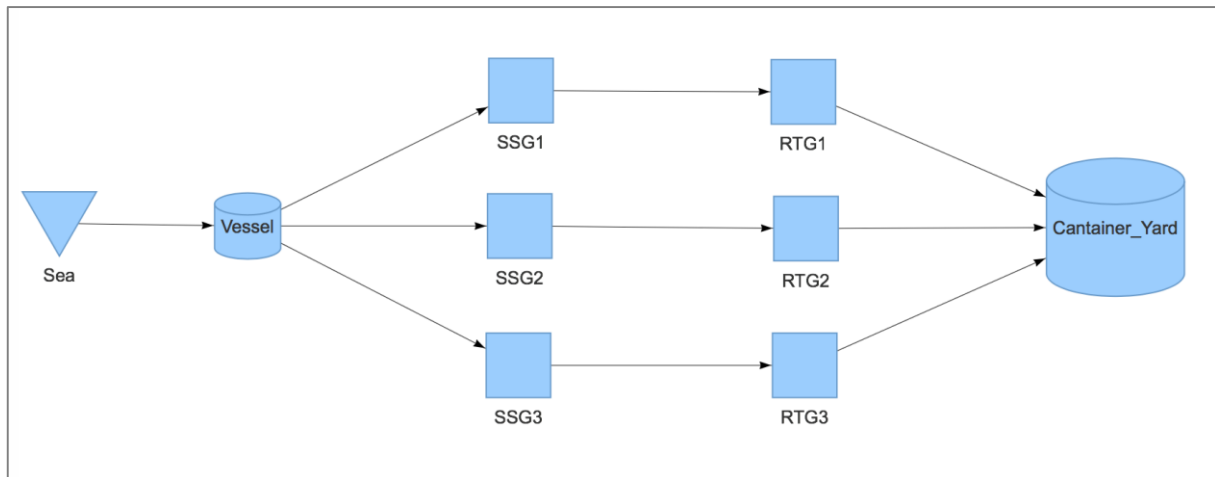 SSG1
RTG1
Vessel
Cantainer_Yard
Sea
SSG2
RTG2
SSG3
RTG3